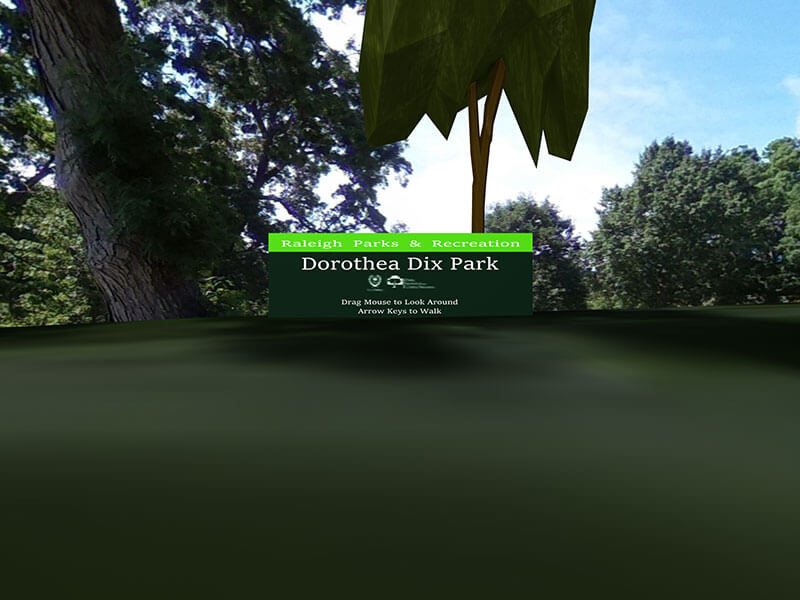 Raleigh Parks & Recreation
Dorothea Dix Park
Drag Mouse to Look Around
Arrow Keys to Walk